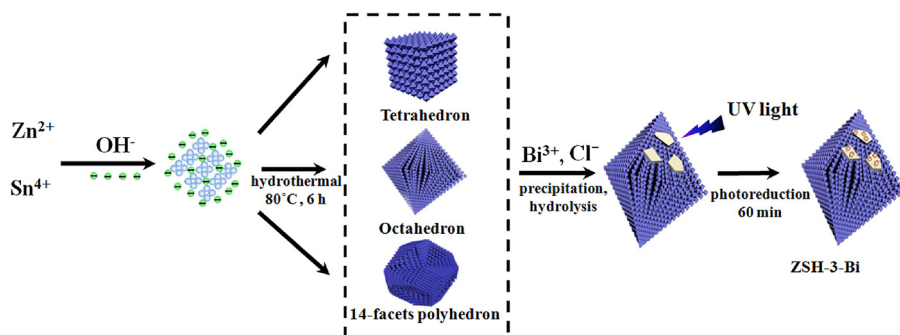 Zn²⁺
Sn⁴⁺
OH⁻
hydrothermal
80°C, 6 h
Tetrahedron
Octahedron
14-facets polyhedron
Bi³⁺, Cl⁻
precipitation,
hydrolysis
UV light
photoreduction
60 min
ZSH-3-Bi